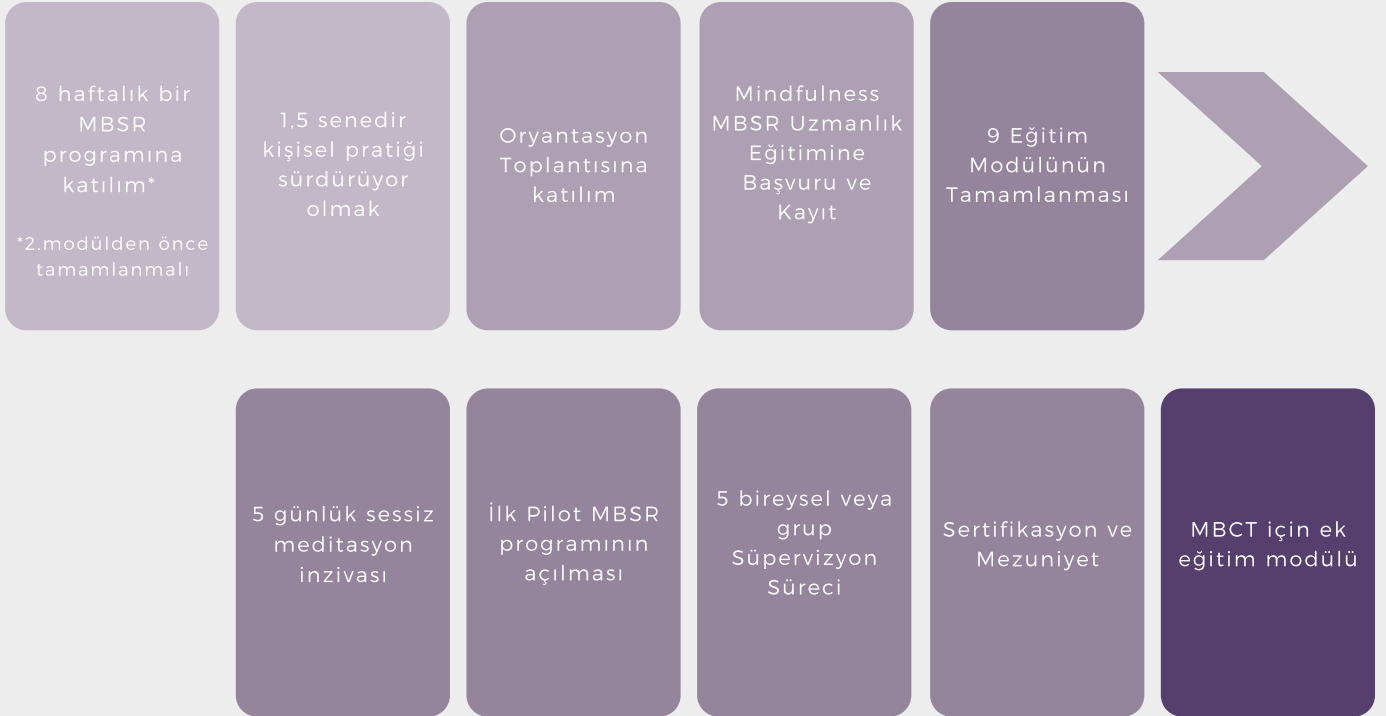 8 haftalık bir
MBSR
programına
katılım*
*2.modülden önce
tamamlanmalı
1,5 senedir
kişisel pratiği
sürdürüyor
olmak
Oryantasyon
Toplantısına
katılım
Mindfulness
MBSR Uzmanlık
Eğitimine
Başvuru ve
Kayıt
9 Eğitim
Modülünün
Tamamlanması
5 günlük sessiz
meditasyon
inzivası
İlk Pilot MBSR
programının
açılması
5 bireysel veya
grup
Süpervizyon
Süreci
Sertifikasyon ve
Mezuniyet
MBCT için ek
eğitim modülü